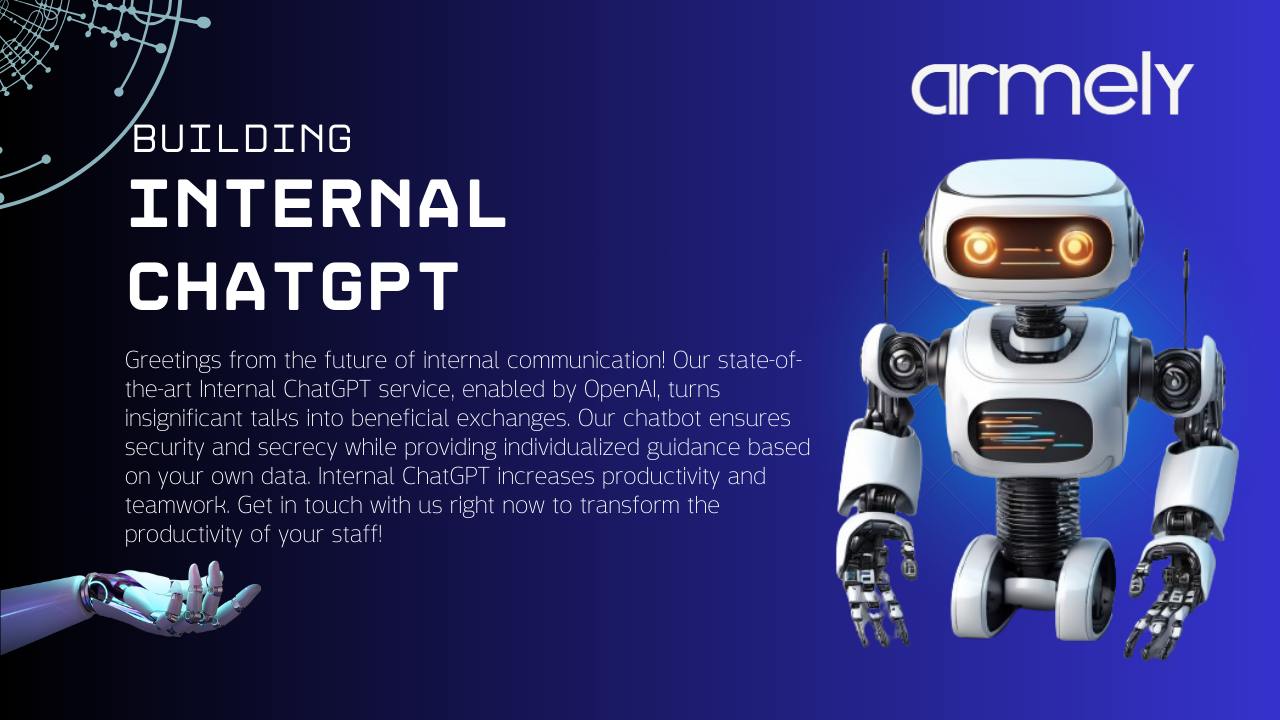 armely
BUILDING
INTERNAL
CHATGPT
Greetings from the future of internal communication! Our state-of-
the-art Internal ChatGPT service, enabled by OpenAI, turns
insignificant talks into beneficial exchanges. Our chatbot ensures
security and secrecy while providing individualized guidance based
on your own data. Internal ChatGPT increases productivity and
teamwork. Get in touch with us right now to transform the
productivity of your staff!